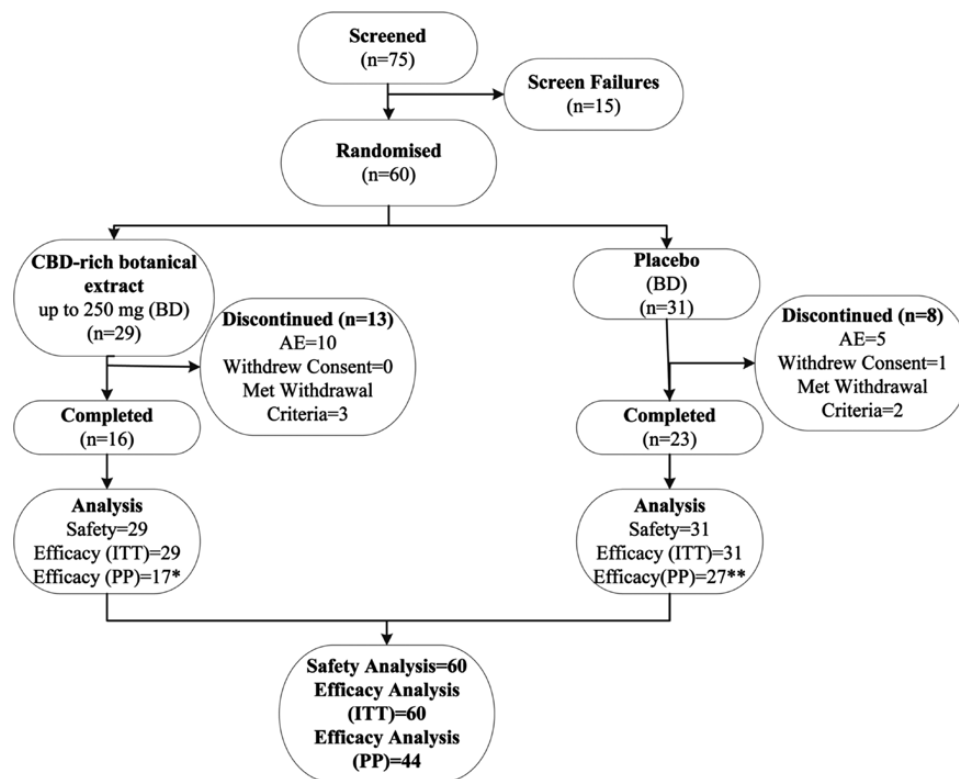 Screened
(n=75)
Screen Failures
(n=15)
Randomised
(n=60)
CBD-rich botanical
extract
up to 250 mg (BD)
(n=29)
Discontinued (n=13)
AE=10
Withdrew Consent=0
Met Withdrawal
Criteria=3
Completed
(n=16)
Analysis
Safety=29
Efficacy (ITT)=29
Efficacy (PP)=17*
Placebo
(BD)
(n=31)
Discontinued (n=8)
AE=5
Withdrew Consent=1
Met Withdrawal
Criteria=2
Completed
(n=23)
Analysis
Safety=31
Efficacy (ITT)=31
Efficacy(PP)=27**
Safety Analysis=60
Efficacy Analysis
(ITT)=60
Efficacy Analysis
(PP)=44